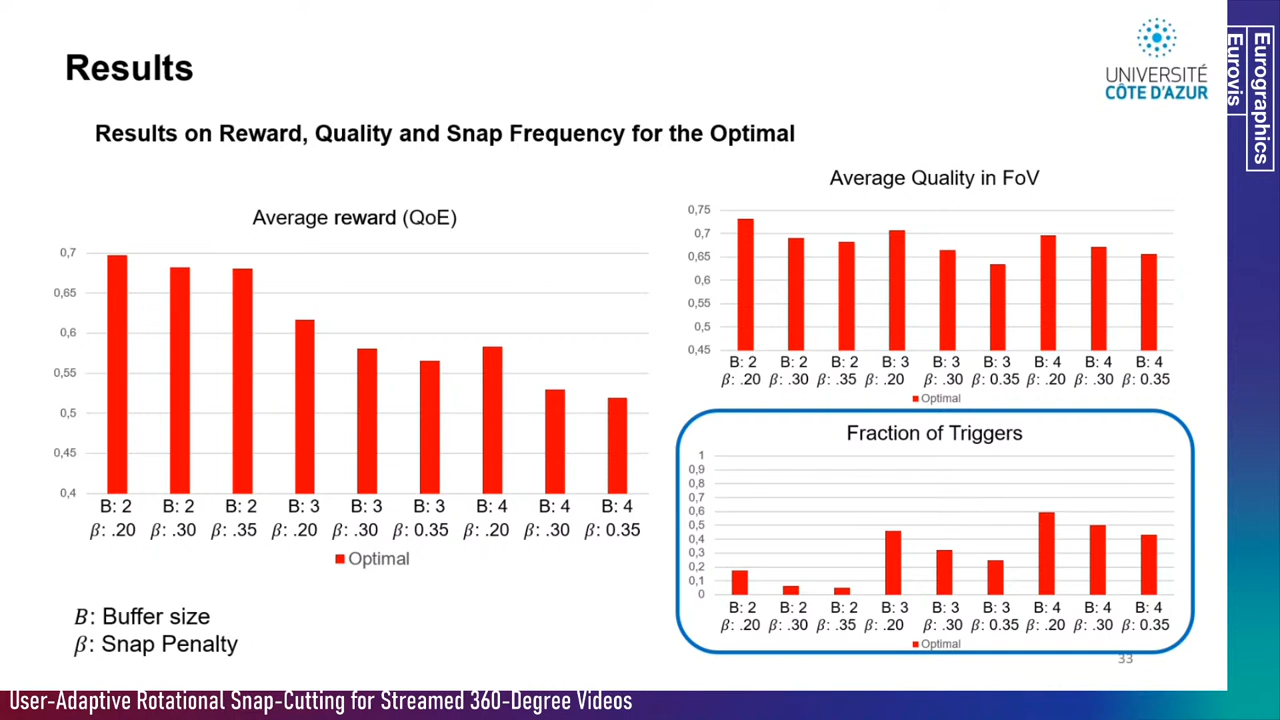 Results
UNIVERSITÉ
CÔTE D'AZUR
Eurographics
Eurovis
Results on Reward, Quality and Snap Frequency for the Optimal
Average reward (QoE)
0,7
0,65
0,6
0,55
0,5
0,45
0,4
B: 2 B: 2 B: 2 B: 3 B: 3 B: 3 B: 4 B: 4 B: 4
β: .20 β: .30 β: .35 β: .20 β: .30 β: 0.35 β: .20 β: .30 β: 0.35
Optimal
B: Buffer size
β: Snap Penalty
Average Quality in FoV
0,75
0,7
0,65
0,6
0,55
0,5
0,45
B: 2 B: 2 B: 2 B: 3 B: 3 B: 3 B: 4 B: 4 B: 4
β: .20 β: .30 β: .35 β: .20 β: .30 β: 0.35 β: .20 β: .30 β: 0.35
Optimal
Fraction of Triggers
1
0,9
0,8
0,7
0,6
0,5
0,4
0,3
0,2
0,1
0
B: 2 B: 2 B: 2 B: 3 B: 3 B: 3 B: 4 B: 4 B: 4
β: .20 β: .30 β: .35 β: .20 β: .30 β: 0.35 β: .20 β: .30 β: 0.35
Optimal
33
User-Adaptive Rotational Snap-Cutting for Streamed 360-Degree Videos